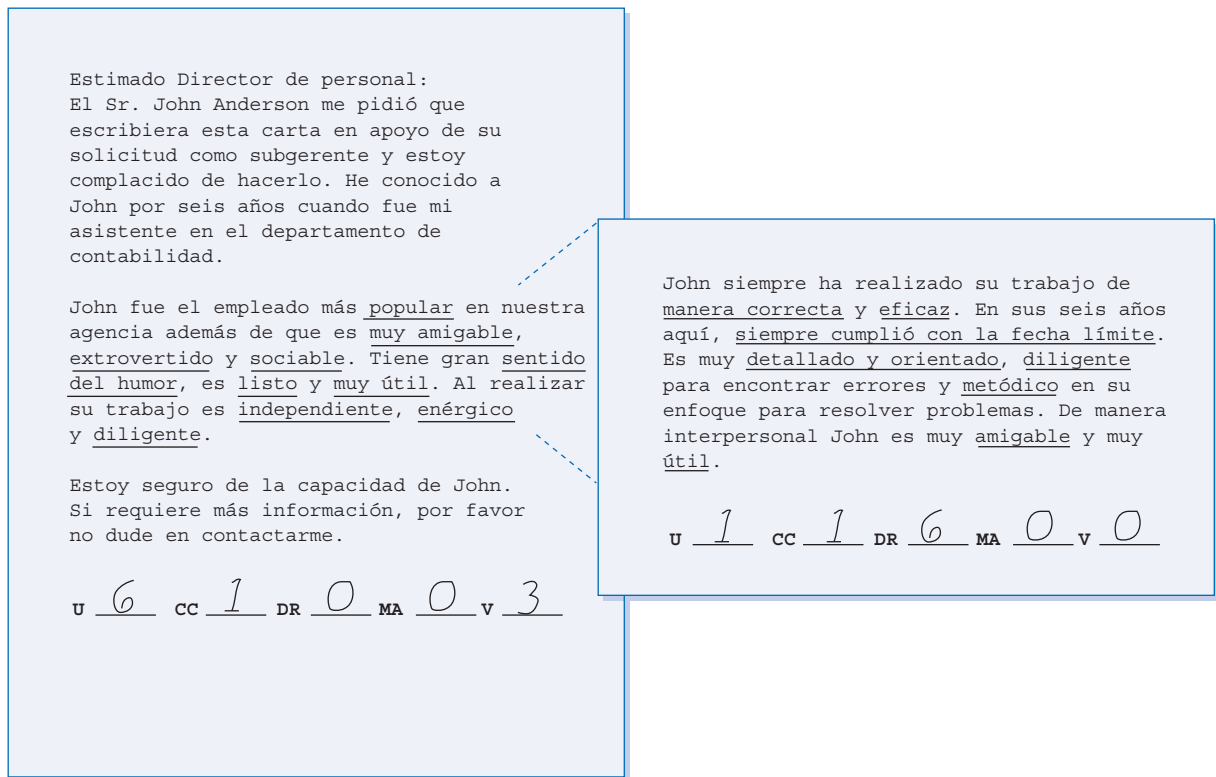 Estimado Director de personal:
El Sr. John Anderson me pidió que
escribiera esta carta en apoyo de su
solicitud como subgerente y estoy
complacido de hacerlo. He conocido a
John por seis años cuando fue mi
asistente en el departamento de
contabilidad.
John fue el empleado más popular en nuestra
agencia además de que es muy amigable,
extrovertido y sociable. Tiene gran sentido
del humor, es listo y muy útil. Al realizar
su trabajo es independiente, enérgico
y diligente.
Estoy seguro de la capacidad de John.
Si requiere más información, por favor
no dude en contactarme.
U 6 CC 1 DR 0 MA 0 V 3
John siempre ha realizado su trabajo de
manera correcta y eficaz. En sus seis años
aquí, siempre cumplió con la fecha límite.
Es muy detallado y orientado, diligente
para encontrar errores y metódico en su
enfoque para resolver problemas. De manera
interpersonal John es muy amigable y muy
útil.
U 1 CC 1 DR 6 MA 0 V 0